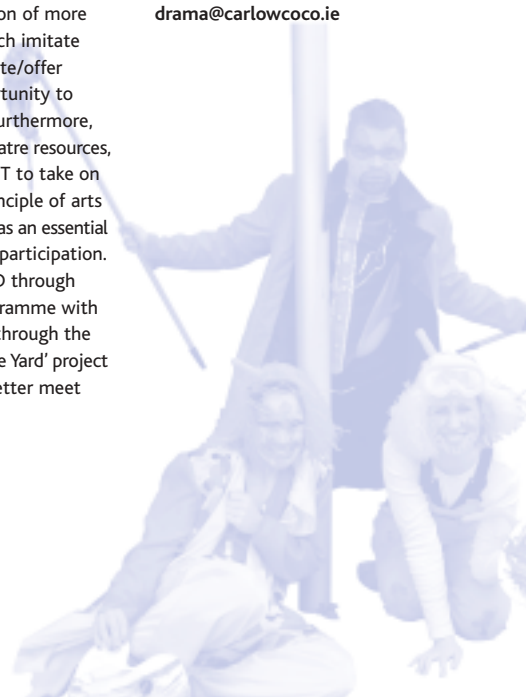 on of more
ch imitate
te/offer
tunity to
urthermore,
atre resources,
T to take on
nciple of arts
as an essential
participation.
D through
ramme with
through the
e Yard’ project
etter meet
drama@carlowcoco.ie